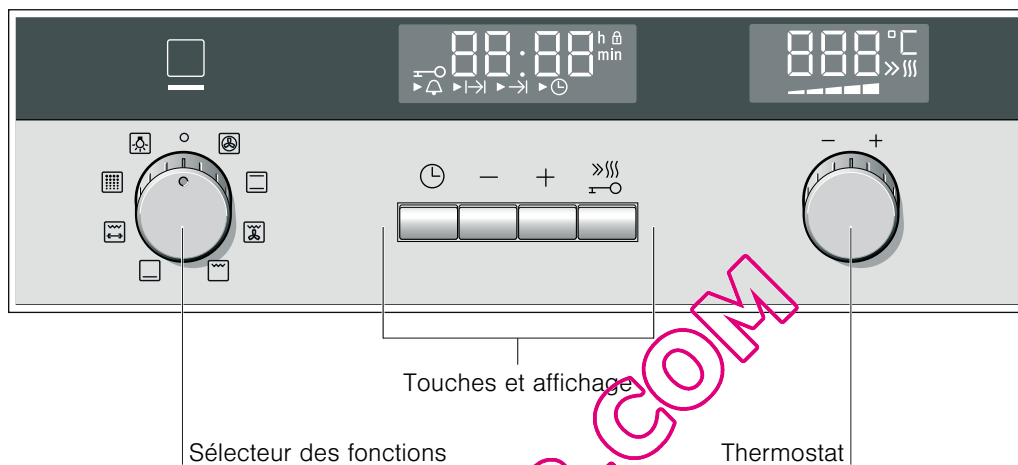 88:88 h min
888°C
− +
− +
Touches et affichage
Sélecteur des fonctions
Thermostat
.COM